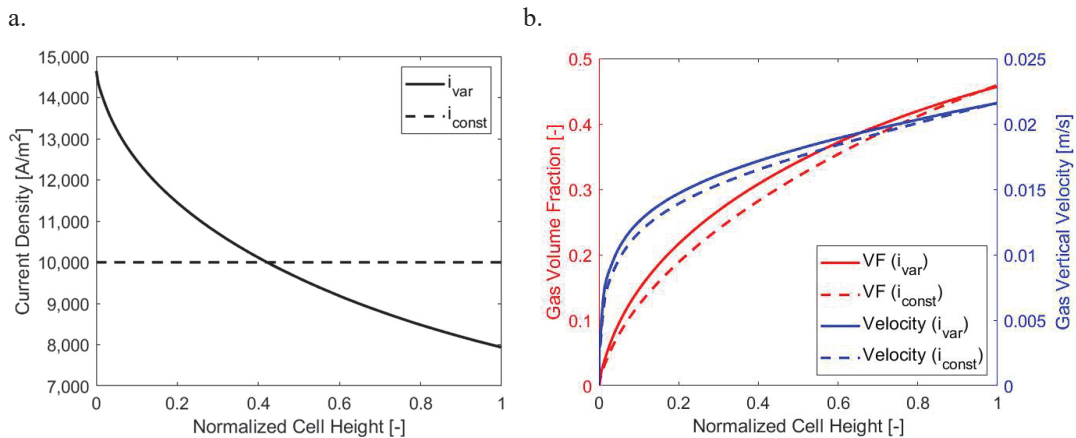 a.
15,000
14,000
13,000
12,000
11,000
10,000
9,000
8,000
7,000
Current Density [A/m²]
0
0.2
0.4
0.6
0.8
1
Normalized Cell Height [-]
i_var
i_const
b.
0.5
0.4
0.3
0.2
0.1
0
Gas Volume Fraction [-]
0
0.2
0.4
0.6
0.8
1
Normalized Cell Height [-]
0.025
0.02
0.015
0.01
0.005
0
Gas Vertical Velocity [m/s]
VF (i_var)
VF (i_const)
Velocity (i_var)
Velocity (i_const)